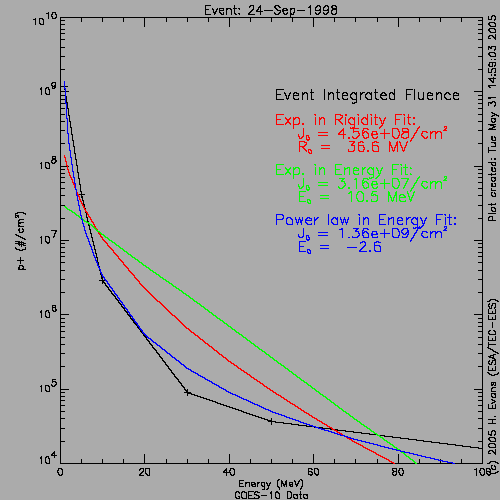 Event: 24-Sep-1998
10^10
10^9
10^8
10^7
10^6
10^5
10^4
p+ (#/cm²)
Event Integrated Fluence
Exp. in Rigidity Fit:
J₀ = 4.56e+08/cm²
R₀ = 36.6 MV
Exp. in Energy Fit:
J₀ = 3.16e+07/cm²
E₀ = 10.5 MeV
Power law in Energy Fit:
J₀ = 1.36e+09/cm²
E₀ = -2.6
0 20 40 60 80 100
Energy (MeV)
GOES-10 Data
Plot created: Tue May 31 14:59:03 2005
(c) 2005 H. Evans (ESA/TEC-EES)